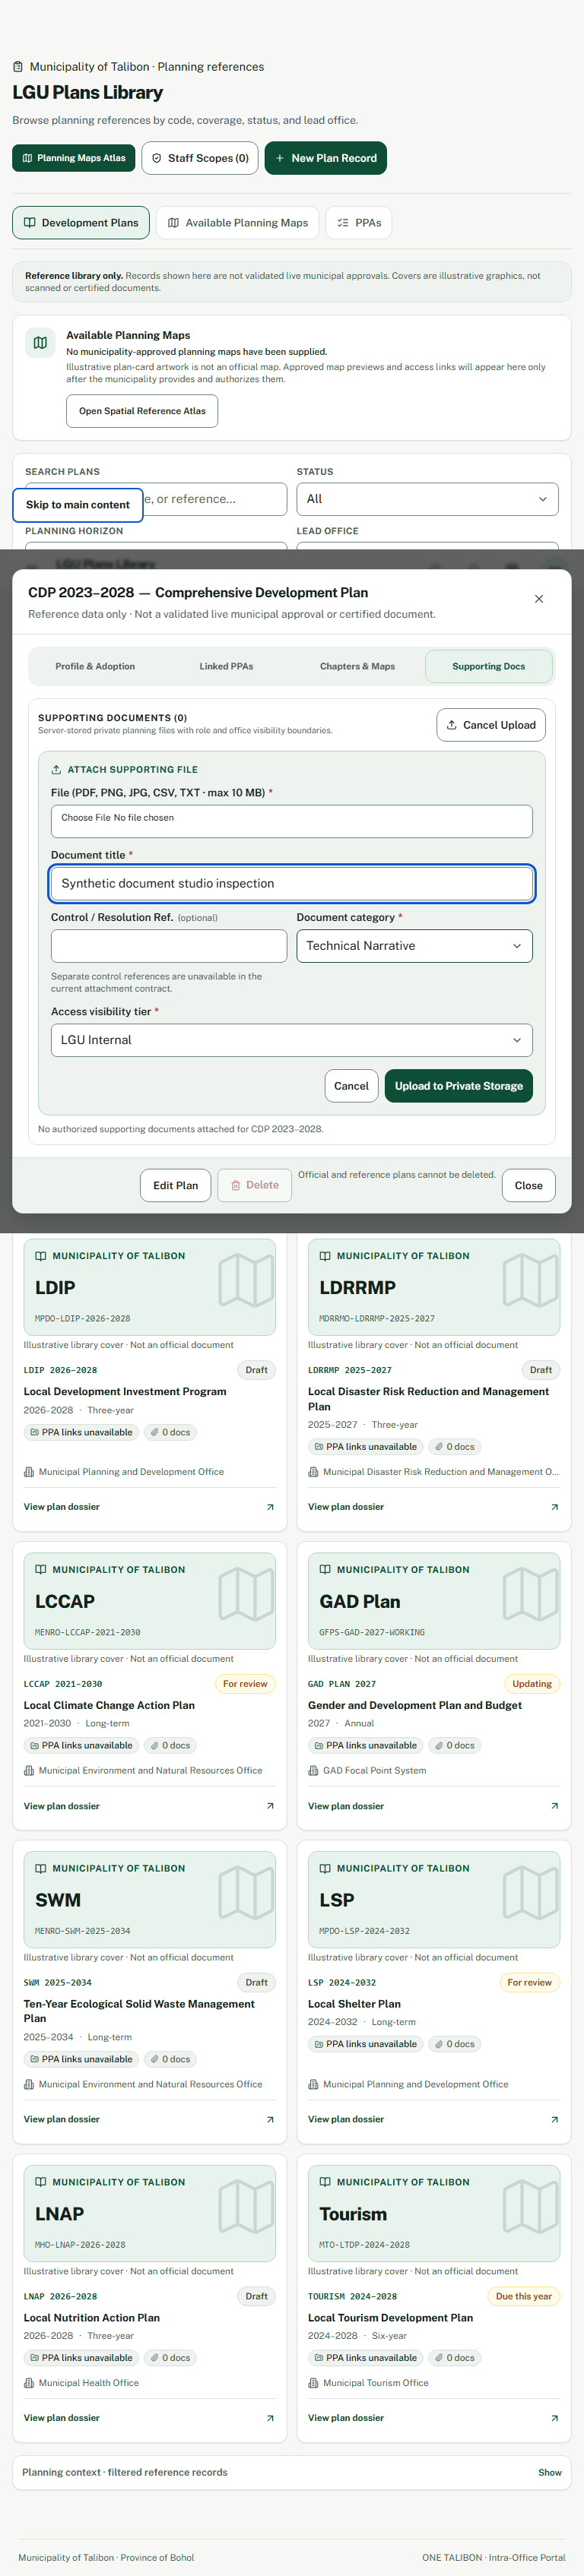 Municipality of Talibon · Planning references
LGU Plans Library
Browse planning references by code, coverage, status, and lead office.
Planning Maps Atlas
Staff Scopes (0)
New Plan Record
Development Plans
Available Planning Maps
PPAs
Reference library only. Records shown here are not validated live municipal approvals. Covers are illustrative graphics, not
scanned or certified documents.
Available Planning Maps
No municipality-approved planning maps have been supplied.
Illustrative plan-card artwork is not an official map. Approved map previews and access links will appear here only
after the municipality provides and authorizes them.
Open Spatial Reference Atlas
SEARCH PLANS
STATUS
Skip to main content
e, or reference...
All
PLANNING HORIZON
LEAD OFFICE
LGU Plans Library
CDP 2023–2028 — Comprehensive Development Plan
Reference data only · Not a validated live municipal approval or certified document.
Profile & Adoption
Linked PPAs
Chapters & Maps
Supporting Docs
SUPPORTING DOCUMENTS (0)
Server-stored private planning files with role and office visibility boundaries.
Cancel Upload
ATTACH SUPPORTING FILE
File (PDF, PNG, JPG, CSV, TXT · max 10 MB) *
Choose File No file chosen
Document title *
Synthetic document studio inspection
Control / Resolution Ref. (optional)
Document category *
Technical Narrative
Separate control references are unavailable in the
current attachment contract.
Access visibility tier *
LGU Internal
Cancel
Upload to Private Storage
No authorized supporting documents attached for CDP 2023–2028.
Edit Plan
Delete
Official and reference plans cannot be deleted.
Close
MUNICIPALITY OF TALIBON
LDIP
MPDO-LDIP-2026-2028
Illustrative library cover · Not an official document
LDIP 2026–2028
Draft
Local Development Investment Program
2026–2028 · Three-year
PPA links unavailable
0 docs
Municipal Planning and Development Office
View plan dossier
MUNICIPALITY OF TALIBON
LDRRMP
MDRRMO-LDRRMP-2025-2027
Illustrative library cover · Not an official document
LDRRMP 2025–2027
Draft
Local Disaster Risk Reduction and Management
Plan
2025–2027 · Three-year
PPA links unavailable
0 docs
Municipal Disaster Risk Reduction and Management O...
View plan dossier
MUNICIPALITY OF TALIBON
LCCAP
MENRO-LCCAP-2021-2030
Illustrative library cover · Not an official document
LCCAP 2021–2030
For review
Local Climate Change Action Plan
2021–2030 · Long-term
PPA links unavailable
0 docs
Municipal Environment and Natural Resources Office
View plan dossier
MUNICIPALITY OF TALIBON
GAD Plan
GFPS-GAD-2027-WORKING
Illustrative library cover · Not an official document
GAD PLAN 2027
Updating
Gender and Development Plan and Budget
2027 · Annual
PPA links unavailable
0 docs
GAD Focal Point System
View plan dossier
MUNICIPALITY OF TALIBON
SWM
MENRO-SWM-2025-2034
Illustrative library cover · Not an official document
SWM 2025–2034
Draft
Ten-Year Ecological Solid Waste Management
Plan
2025–2034 · Long-term
PPA links unavailable
0 docs
Municipal Environment and Natural Resources Office
View plan dossier
MUNICIPALITY OF TALIBON
LSP
MPDO-LSP-2024-2032
Illustrative library cover · Not an official document
LSP 2024–2032
For review
Local Shelter Plan
2024–2032 · Long-term
PPA links unavailable
0 docs
Municipal Planning and Development Office
View plan dossier
MUNICIPALITY OF TALIBON
LNAP
MHO-LNAP-2026-2028
Illustrative library cover · Not an official document
LNAP 2026–2028
Draft
Local Nutrition Action Plan
2026–2028 · Three-year
PPA links unavailable
0 docs
Municipal Health Office
View plan dossier
MUNICIPALITY OF TALIBON
Tourism
MTO-LTDP-2024-2028
Illustrative library cover · Not an official document
TOURISM 2024–2028
Due this year
Local Tourism Development Plan
2024–2028 · Six-year
PPA links unavailable
0 docs
Municipal Tourism Office
View plan dossier
Planning context · filtered reference records
Show
Municipality of Talibon · Province of Bohol
ONE TALIBON · Intra-Office Portal